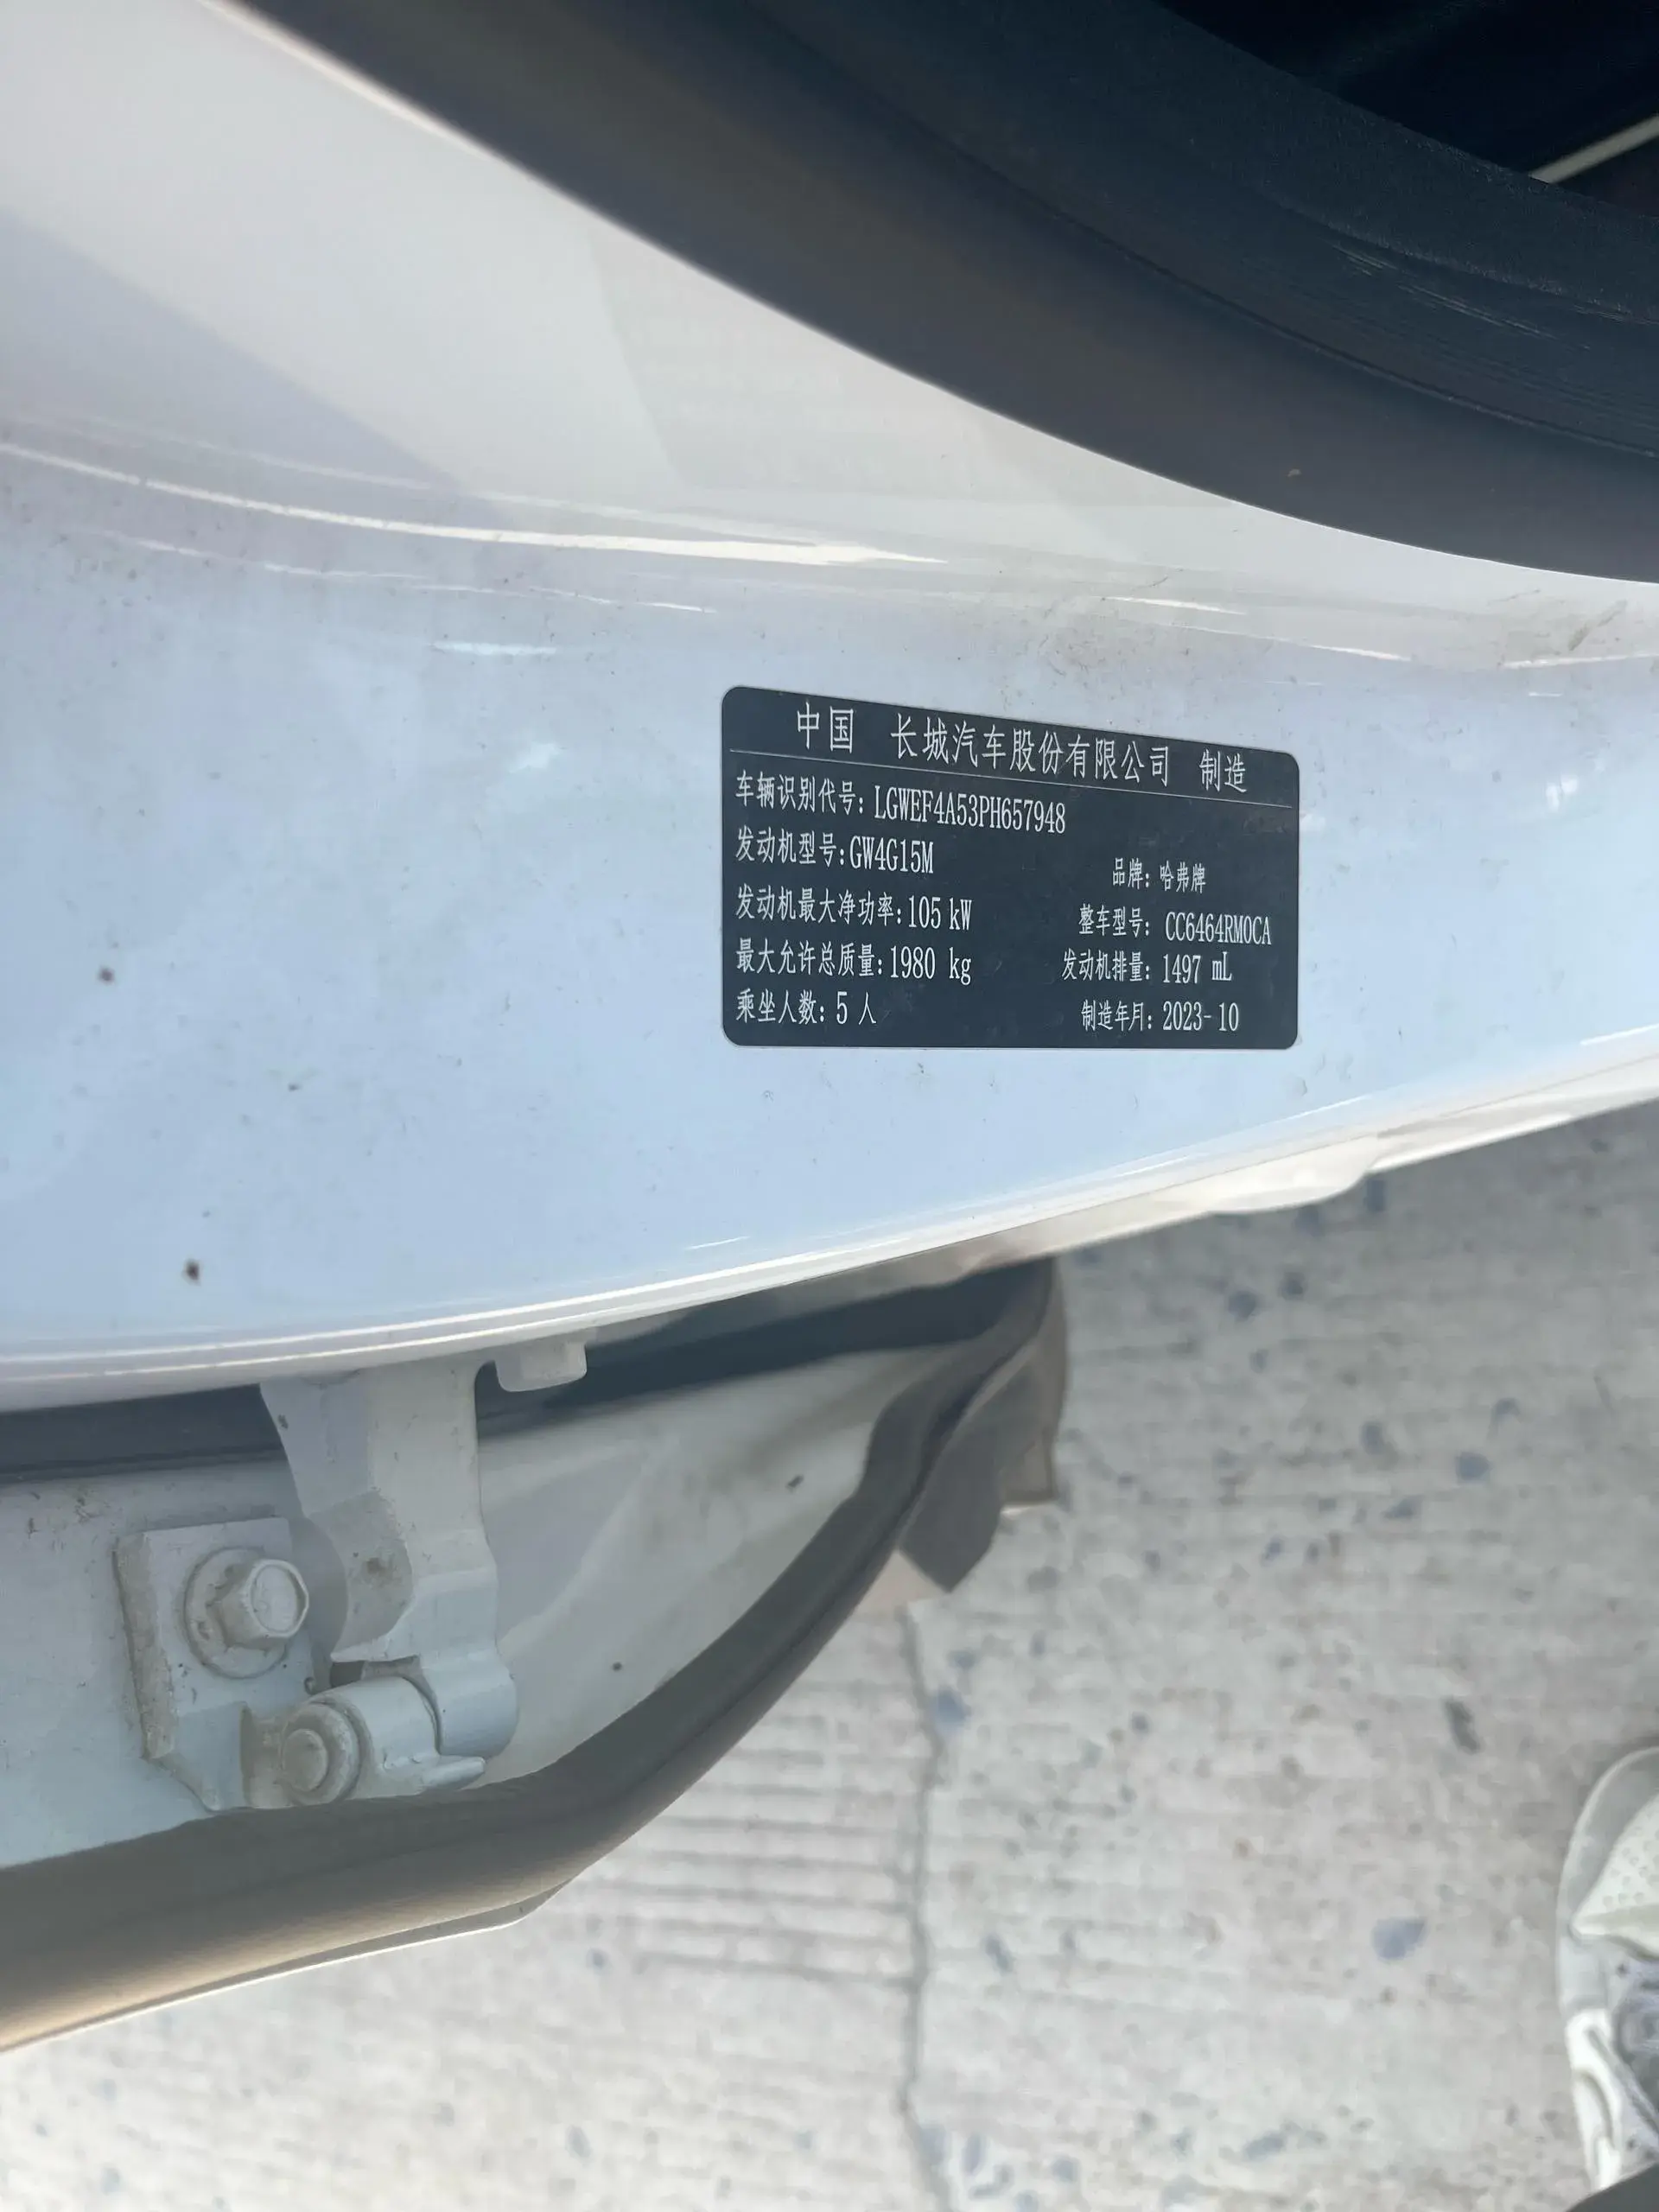 中国 长城汽车股份有限公司 制造
车辆识别代号: LGWEF4A53PH657948
发动机型号:GW4G15M 品牌: 哈弗牌
发动机最大净功率:105 kW 整车型号: CC6464RM0CA
最大允许总质量:1980 kg 发动机排量: 1497 mL
乘坐人数: 5 人 制造年月: 2023-10